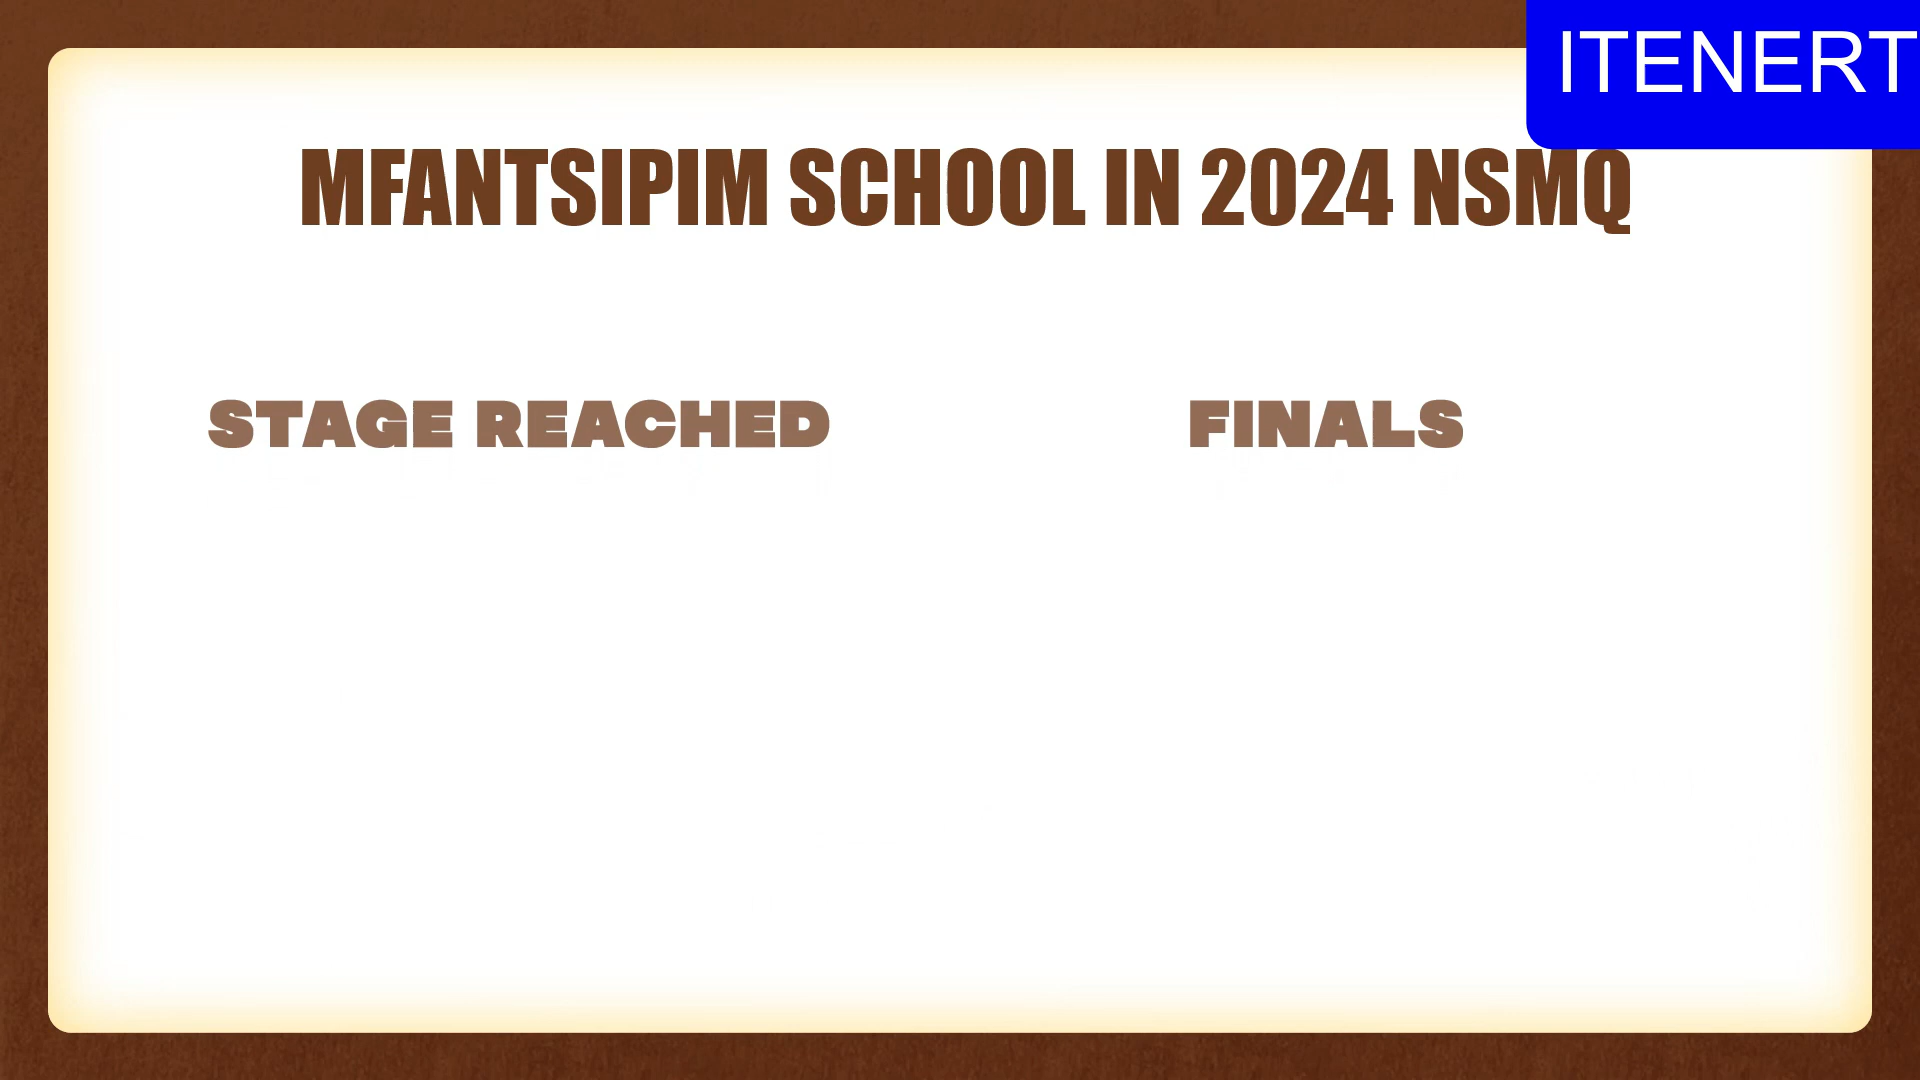 ITENERT
MFANTSIPIM SCHOOL IN 2024 NSMQ
STAGE REACHED FINALS